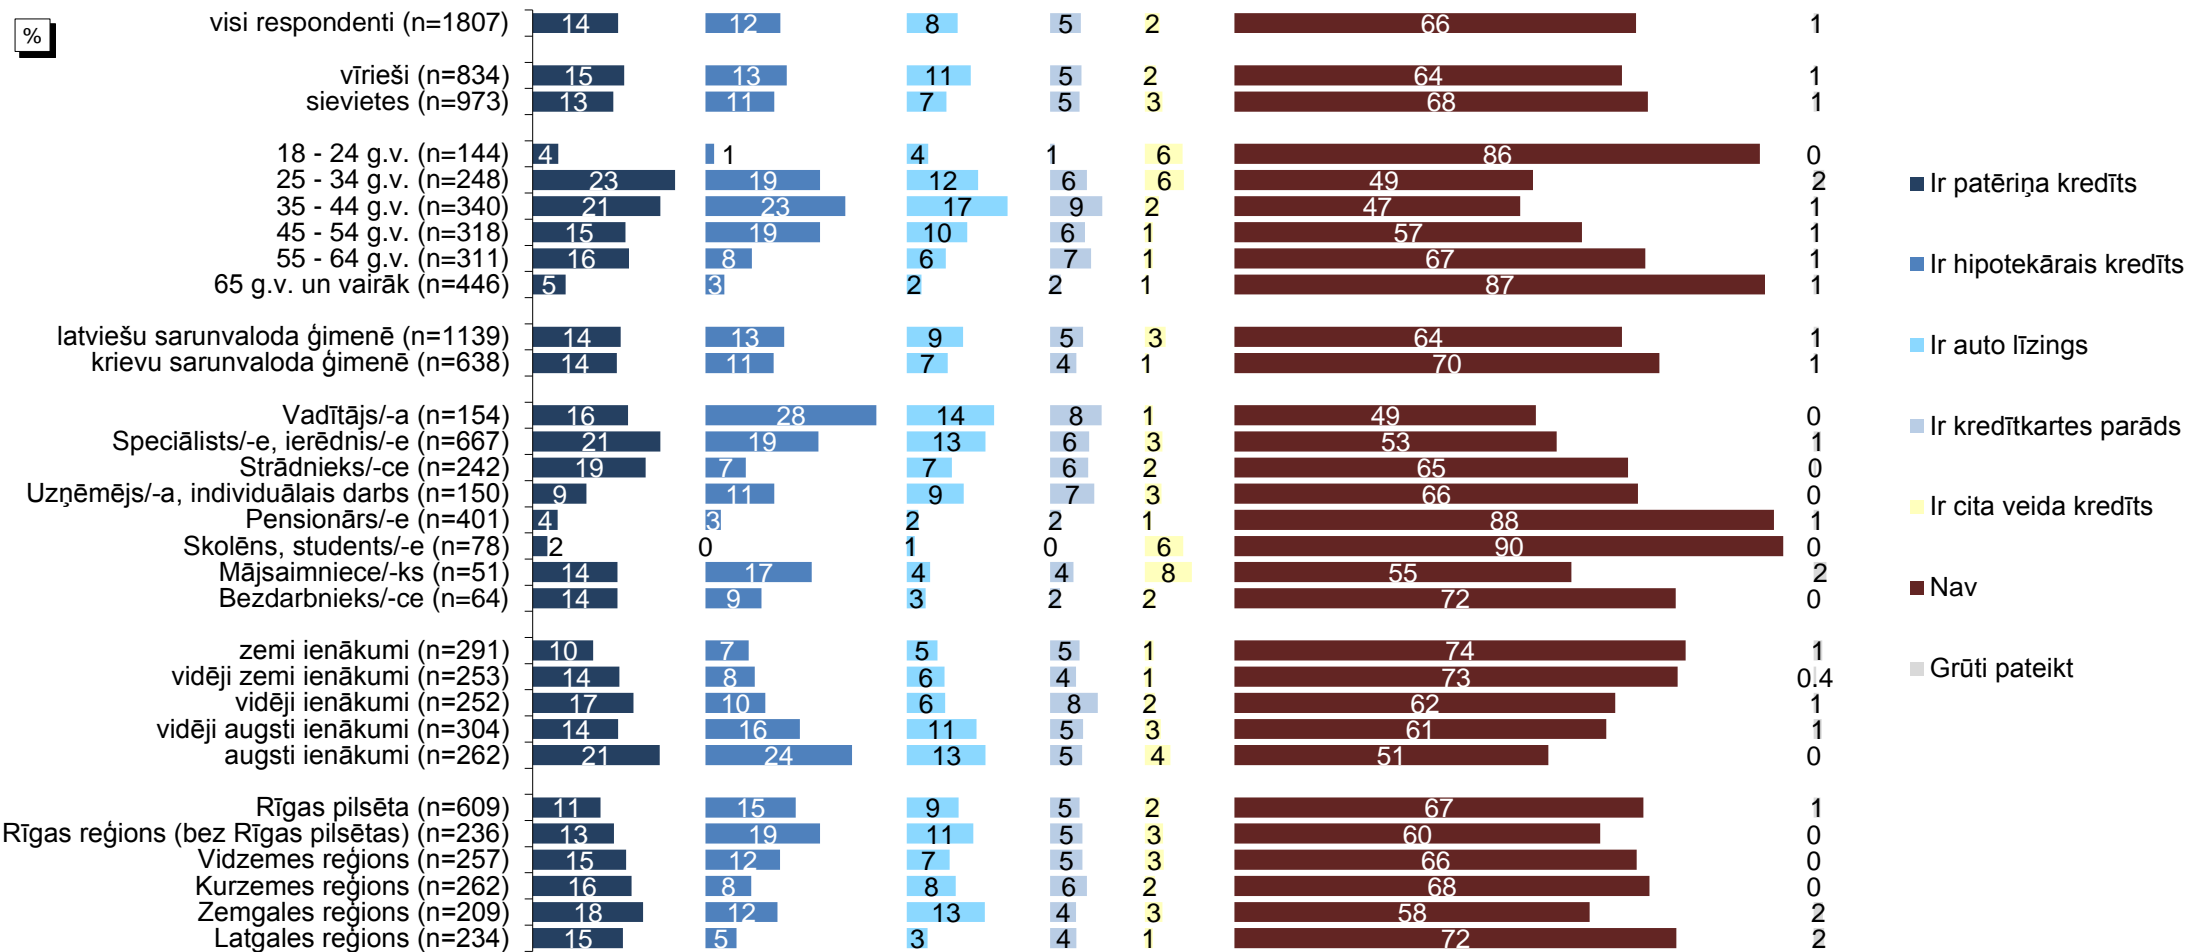 %
visi respondenti (n=1807) 14 12 8 5 2 66 1
vīrieši (n=834) 15 13 11 5 2 64 1
sievietes (n=973) 13 11 7 5 3 68 1
18 - 24 g.v. (n=144) 4 1 4 1 6 86 0
25 - 34 g.v. (n=248) 23 19 12 6 6 49 2
35 - 44 g.v. (n=340) 21 23 17 9 2 47 1
45 - 54 g.v. (n=318) 15 19 10 6 1 57 1
55 - 64 g.v. (n=311) 16 8 6 7 1 67 1
65 g.v. un vairāk (n=446) 5 3 2 2 1 87 1
latviešu sarunvaloda ģimenē (n=1139) 14 13 9 5 3 64 1
krievu sarunvaloda ģimenē (n=638) 14 11 7 4 1 70 1
Vadītājs/-a (n=154) 16 28 14 8 1 49 0
Speciālists/-e, ierēdnis/-e (n=667) 21 19 13 6 3 53 1
Strādnieks/-ce (n=242) 19 7 7 6 2 65 0
Uzņēmējs/-a, individuālais darbs (n=150) 9 11 9 7 3 66 0
Pensionārs/-e (n=401) 4 3 2 2 1 88 1
Skolēns, students/-e (n=78) 2 0 1 0 6 90 0
Mājsaimniece/-ks (n=51) 14 17 4 4 8 55 2
Bezdarbnieks/-ce (n=64) 14 9 3 2 2 72 0
zemi ienākumi (n=291) 10 7 5 5 1 74 1
vidēji zemi ienākumi (n=253) 14 8 6 4 1 73 0.4
vidēji ienākumi (n=252) 17 10 6 8 2 62 1
vidēji augsti ienākumi (n=304) 14 16 11 5 3 61 1
augsti ienākumi (n=262) 21 24 13 5 4 51 0
Rīgas pilsēta (n=609) 11 15 9 5 2 67 1
Rīgas reģions (bez Rīgas pilsētas) (n=236) 13 19 11 5 3 60 0
Vidzemes reģions (n=257) 15 12 7 5 3 66 0
Kurzemes reģions (n=262) 16 8 8 6 2 68 0
Zemgales reģions (n=209) 18 12 13 4 3 58 2
Latgales reģions (n=234) 15 5 3 4 1 72 2
Ir patēriņa kredīts
Ir hipotekārais kredīts
Ir auto līzings
Ir kredītkartes parāds
Ir cita veida kredīts
Nav
Grūti pateikt